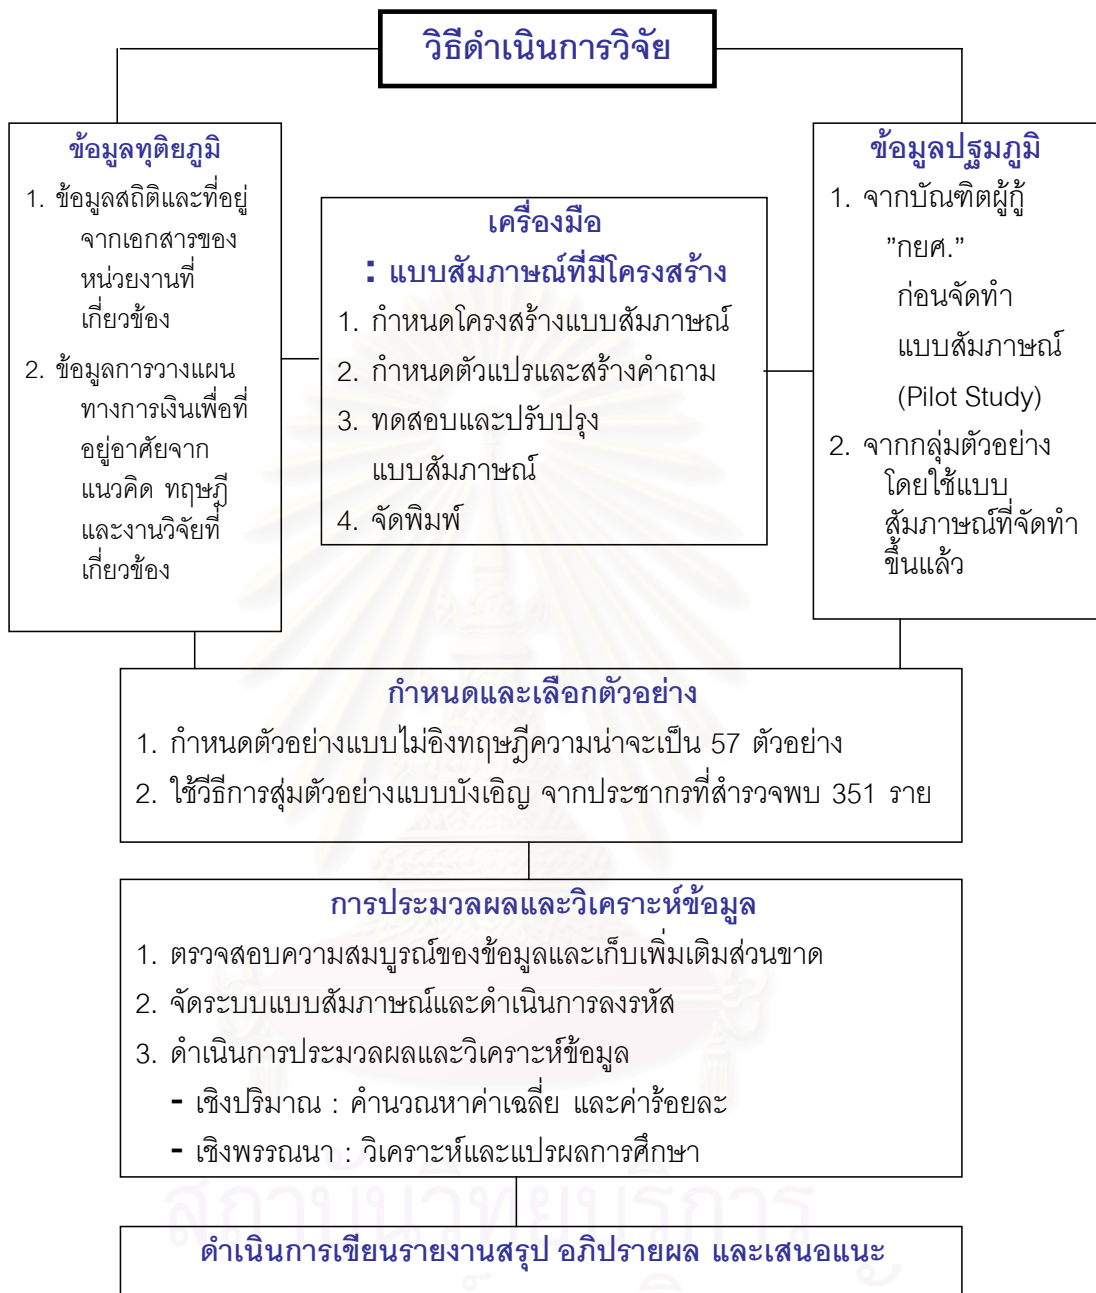 วิธีดำเนินการวิจัย
ข้อมูลทุติยภูมิ
1. ข้อมูลสถิติและที่อยู่
จากเอกสารของ
หน่วยงานที่
เกี่ยวข้อง
2. ข้อมูลการวางแผน
ทางการเงินเพื่อที่
อยู่อาศัยจาก
แนวคิด ทฤษฎี
และงานวิจัยที่
เกี่ยวข้อง
เครื่องมือ
: แบบสัมภาษณ์ที่มีโครงสร้าง
1. กำหนดโครงสร้างแบบสัมภาษณ์
2. กำหนดตัวแปรและสร้างคำถาม
3. ทดสอบและปรับปรุง
แบบสัมภาษณ์
4. จัดพิมพ์
ข้อมูลปฐมภูมิ
1. จากบัณฑิตผู้กู้
"กยศ."
ก่อนจัดทำ
แบบสัมภาษณ์
(Pilot Study)
2. จากกลุ่มตัวอย่าง
โดยใช้แบบ
สัมภาษณ์ที่จัดทำ
ขึ้นแล้ว
กำหนดและเลือกตัวอย่าง
1. กำหนดตัวอย่างแบบไม่อิงทฤษฎีความน่าจะเป็น 57 ตัวอย่าง
2. ใช้วีธีการสุ่มตัวอย่างแบบบังเอิญ จากประชากรที่สำรวจพบ 351 ราย
การประมวลผลและวิเคราะห์ข้อมูล
1. ตรวจสอบความสมบูรณ์ของข้อมูลและเก็บเพิ่มเติมส่วนขาด
2. จัดระบบแบบสัมภาษณ์และดำเนินการลงรหัส
3. ดำเนินการประมวลผลและวิเคราะห์ข้อมูล
- เชิงปริมาณ : คำนวณหาค่าเฉลี่ย และค่าร้อยละ
- เชิงพรรณนา : วิเคราะห์และแปรผลการศึกษา
สถาบันวิทยบริการ
ดำเนินการเขียนรายงานสรุป อภิปรายผล และเสนอแนะ